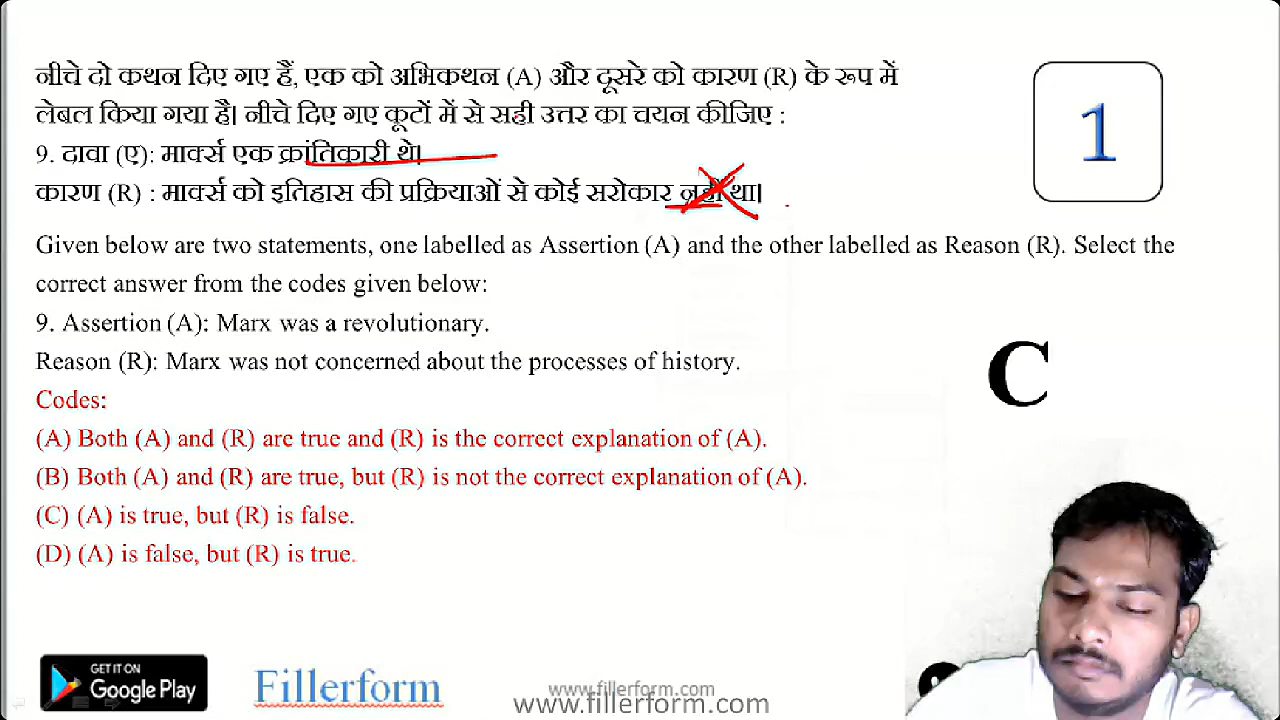 नीचे दो कथन दिए गए हैं, एक को अभिकथन (A) और दूसरे को कारण (R) के रूप में
लेबल किया गया है। नीचे दिए गए कूटों में से सही उत्तर का चयन कीजिए :
9. दावा (ए): मार्क्स एक क्रांतिकारी थे।
कारण (R) : मार्क्स को इतिहास की प्रक्रियाओं से कोई सरोकार नहीं था।
1
Given below are two statements, one labelled as Assertion (A) and the other labelled as Reason (R). Select the
correct answer from the codes given below:
9. Assertion (A): Marx was a revolutionary.
Reason (R): Marx was not concerned about the processes of history.
Codes:
(A) Both (A) and (R) are true and (R) is the correct explanation of (A).
(B) Both (A) and (R) are true, but (R) is not the correct explanation of (A).
(C) (A) is true, but (R) is false.
(D) (A) is false, but (R) is true.
C
GET IT ON
Google Play
Fillerform
www.fillerform.com
www.fillerform.com